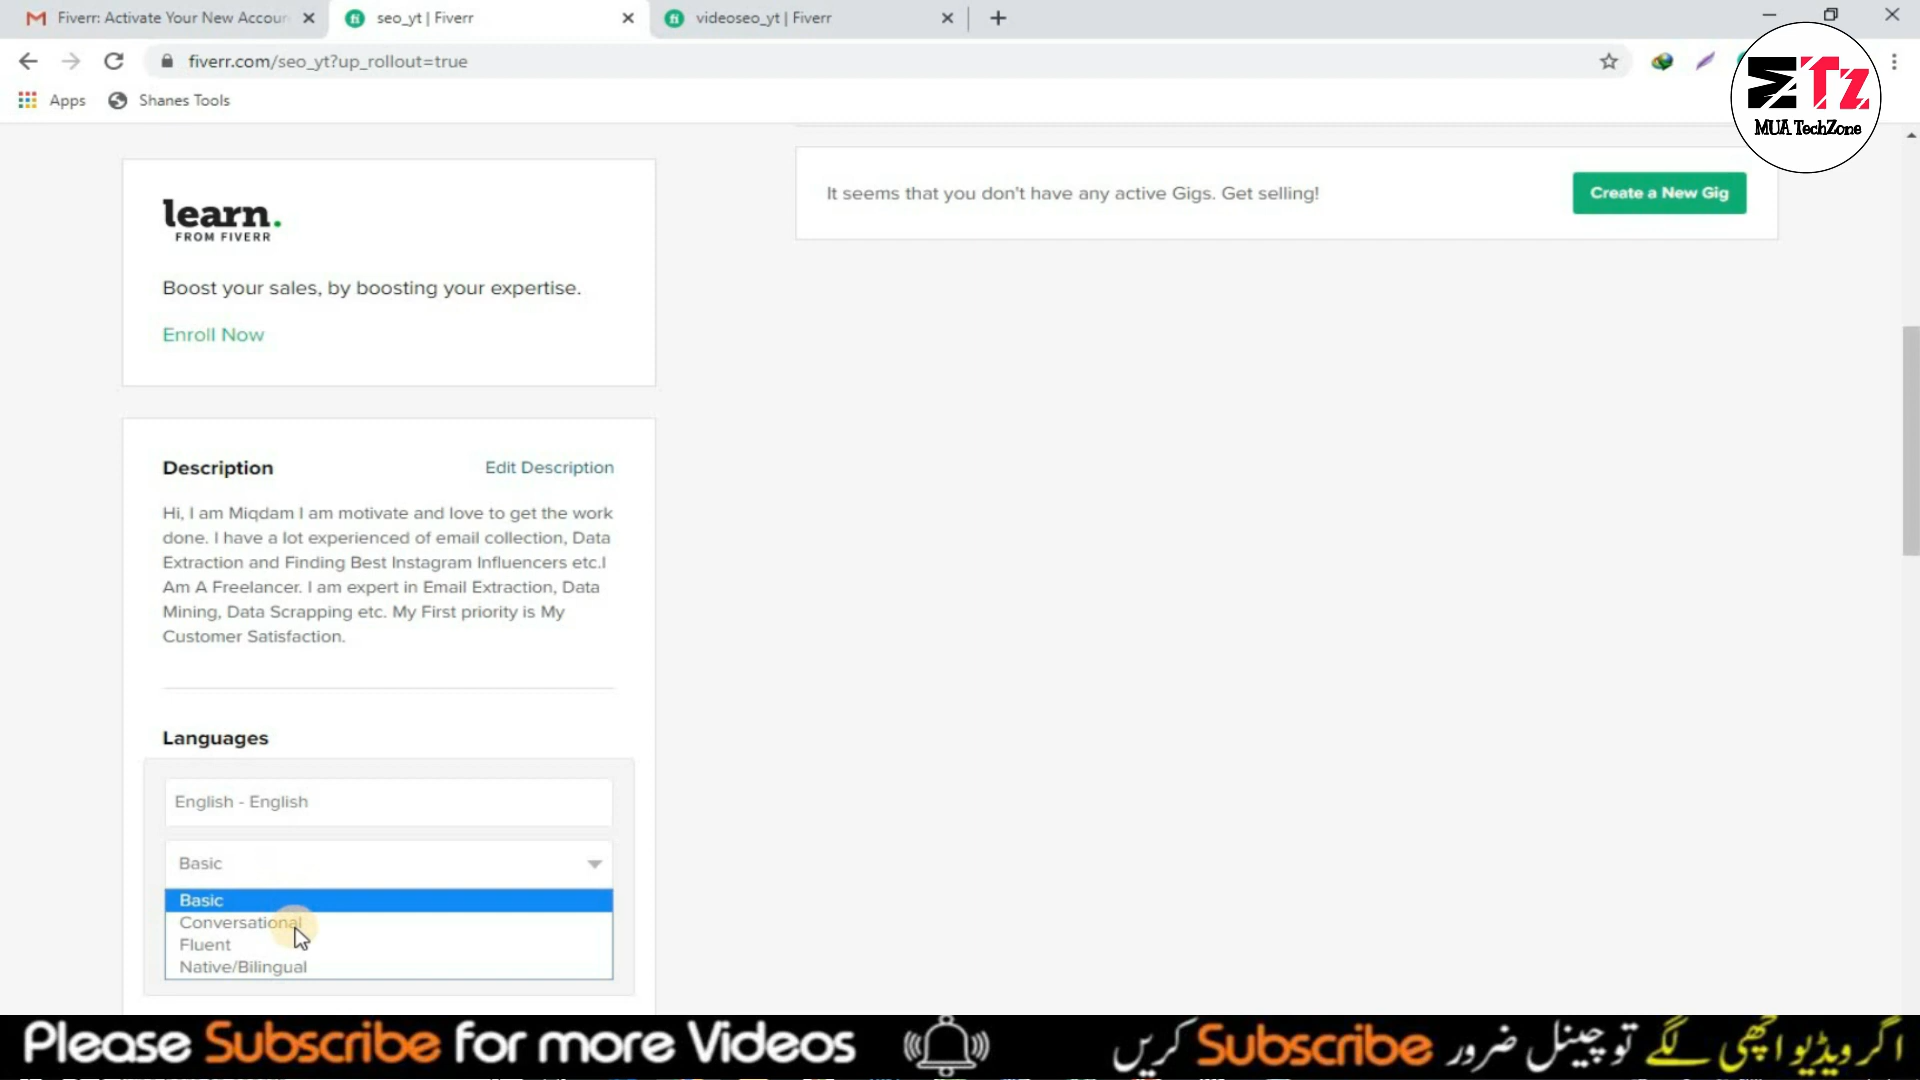 Fiverr: Activate Your New Accoun
seo_yt | Fiverr
videoseo_yt | Fiverr
fiverr.com/seo_yt?up_rollout=true
Apps
Shanes Tools
MTz
MUA TechZone
learn.
FROM FIVERR
Boost your sales, by boosting your expertise.
Enroll Now
It seems that you don't have any active Gigs. Get selling!
Create a New Gig
Description
Edit Description
Hi, I am Miqdam I am motivate and love to get the work
done. I have a lot experienced of email collection, Data
Extraction and Finding Best Instagram Influencers etc.I
Am A Freelancer. I am expert in Email Extraction, Data
Mining, Data Scrapping etc. My First priority is My
Customer Satisfaction.
Languages
English - English
Basic
Basic
Conversational
Fluent
Native/Bilingual
Please Subscribe for more Videos
اگر ویڈیو اچھی لگے تو چینل ضرور Subscribe کریں